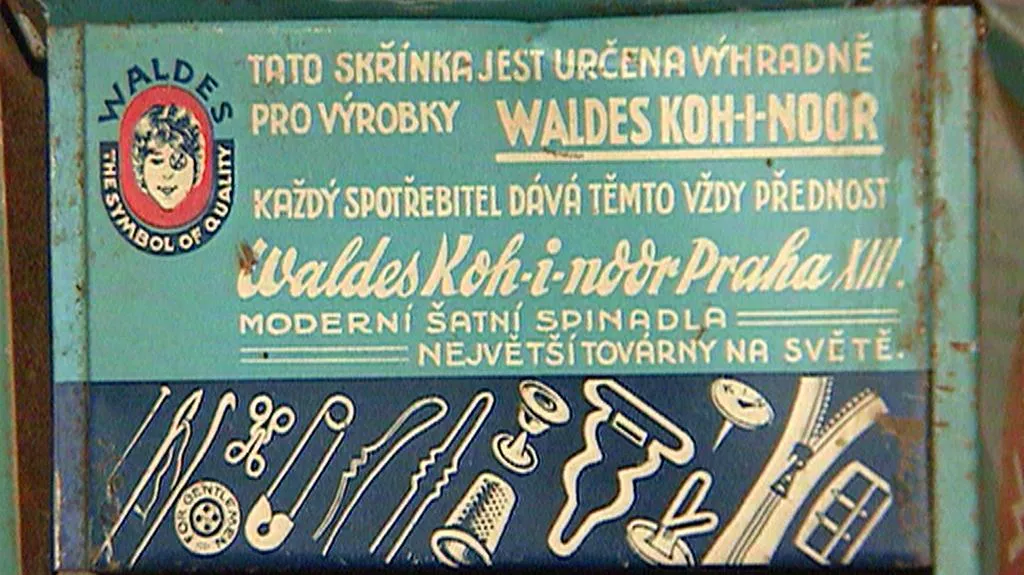 WALDES
THE SYMBOL OF QUALITY
TATO SKŘÍNKA JEST URČENA VÝHRADNĚ
PRO VÝROBKY WALDES KOH-I-NOOR
KAŽDÝ SPOTŘEBITEL DÁVÁ TĚMTO VŽDY PŘEDNOST
Waldes Koh-i-noor Praha XIII.
MODERNÍ ŠATNÍ SPINADLA
NEJVĚTŠÍ TOVÁRNY NA SVĚTĚ.
FOR GENTLEMEN